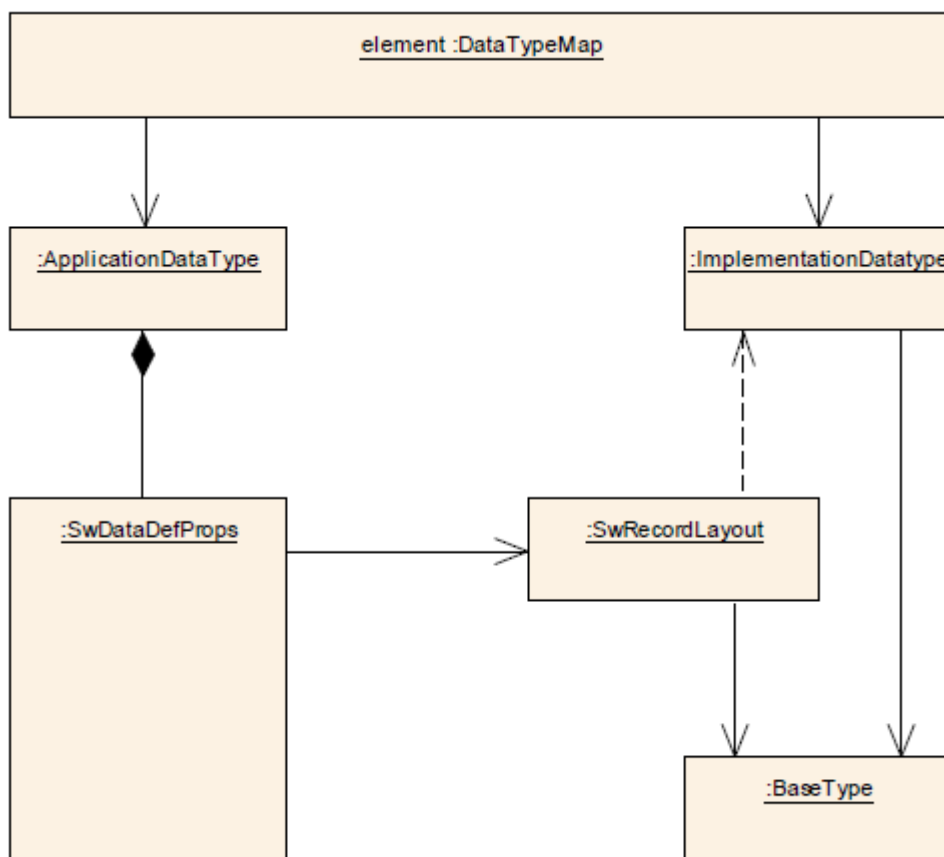 element :DataTypeMap
:ApplicationDataType
:ImplementationDatatype
:SwDataDefProps
:SwRecordLayout
:BaseType